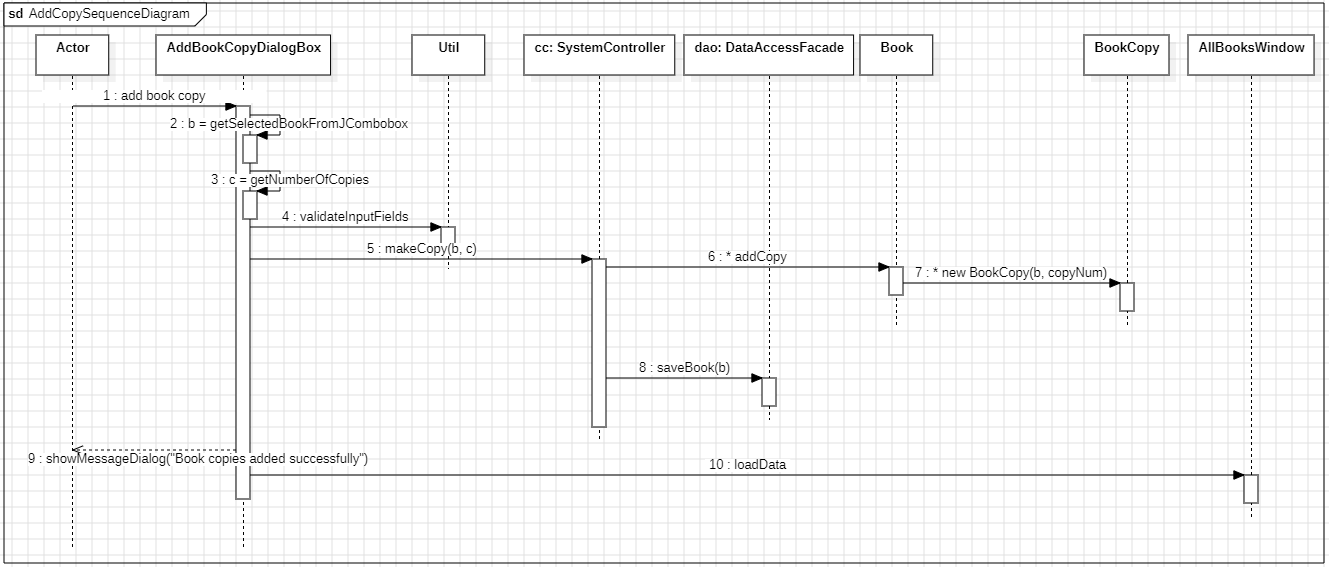 sd AddCopySequenceDiagram
Actor
AddBookCopyDialogBox
Util
cc: SystemController
dao: DataAccessFacade
Book
BookCopy
AllBooksWindow
1 : add book copy
2 : b = getSelectedBookFromJCombobox
3 : c = getNumberOfCopies
4 : validateInputFields
5 : makeCopy(b, c)
6 : * addCopy
7 : * new BookCopy(b, copyNum)
8 : saveBook(b)
9 : showMessageDialog("Book copies added successfully")
10 : loadData